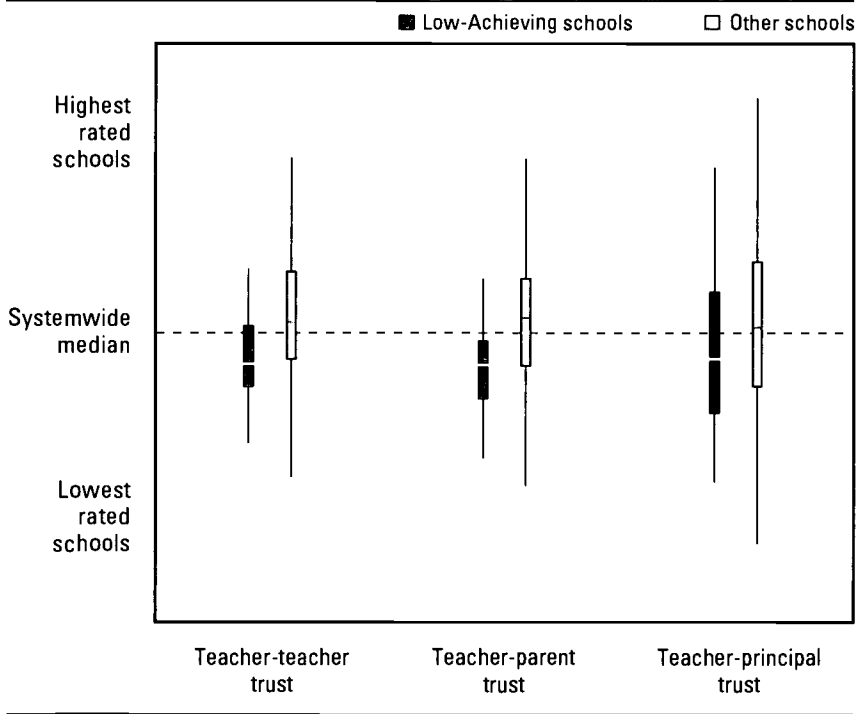 Low-Achieving schools
Other schools
Highest
rated
schools
Systemwide
median
Lowest
rated
schools
Teacher-teacher
trust
Teacher-parent
trust
Teacher-principal
trust